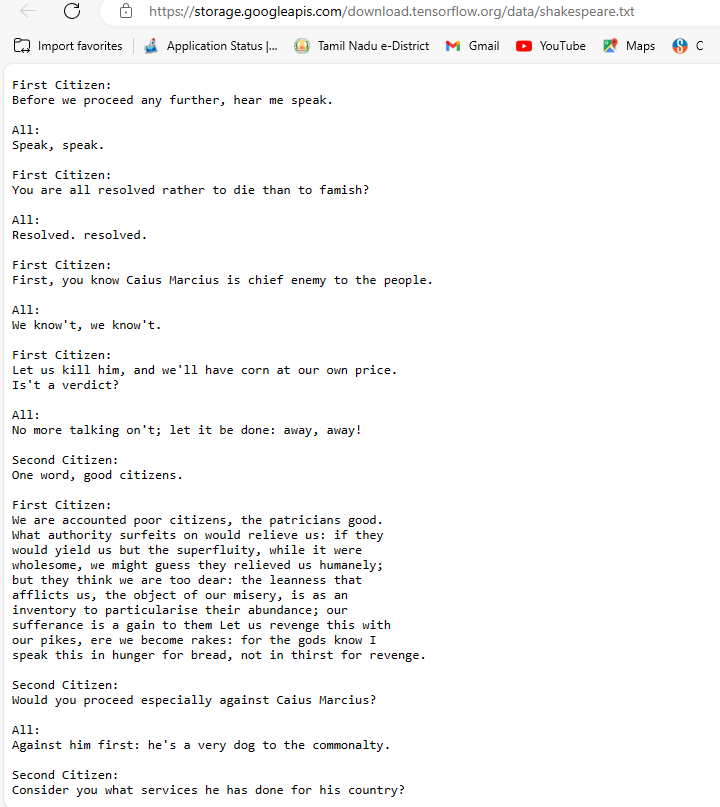 https://storage.googleapis.com/download.tensorflow.org/data/shakespeare.txt
Import favorites
Application Status |...
Tamil Nadu e-District
Gmail
YouTube
Maps
C
First Citizen:
Before we proceed any further, hear me speak.
All:
Speak, speak.
First Citizen:
You are all resolved rather to die than to famish?
All:
Resolved. resolved.
First Citizen:
First, you know Caius Marcius is chief enemy to the people.
All:
We know't, we know't.
First Citizen:
Let us kill him, and we'll have corn at our own price.
Is't a verdict?
All:
No more talking on't; let it be done: away, away!
Second Citizen:
One word, good citizens.
First Citizen:
We are accounted poor citizens, the patricians good.
What authority surfeits on would relieve us: if they
would yield us but the superfluity, while it were
wholesome, we might guess they relieved us humanely;
but they think we are too dear: the leanness that
afflicts us, the object of our misery, is as an
inventory to particularise their abundance; our
sufferance is a gain to them Let us revenge this with
our pikes, ere we become rakes: for the gods know I
speak this in hunger for bread, not in thirst for revenge.
Second Citizen:
Would you proceed especially against Caius Marcius?
All:
Against him first: he's a very dog to the commonalty.
Second Citizen:
Consider you what services he has done for his country?